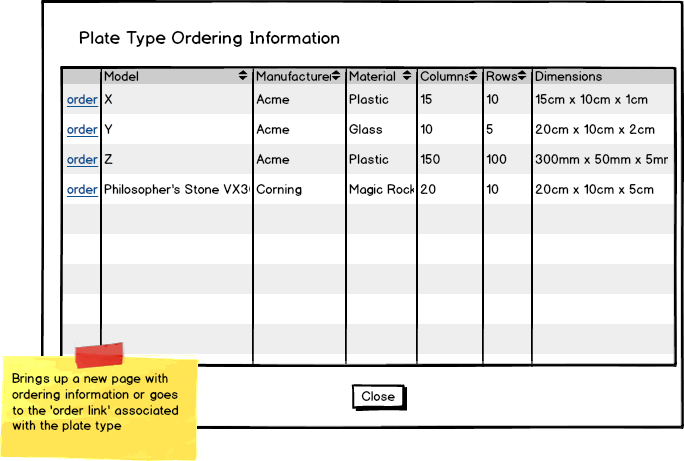 Plate Type Ordering Information
Model Manufacturer Material Columns Rows Dimensions
order X Acme Plastic 15 10 15cm x 10cm x 1cm
order Y Acme Glass 10 5 20cm x 10cm x 2cm
order Z Acme Plastic 150 100 300mm x 50mm x 5mm
order Philosopher's Stone VX30 Corning Magic Rock 20 10 20cm x 10cm x 5cm
Brings up a new page with
ordering information or goes
to the 'order link' associated
with the plate type
Close